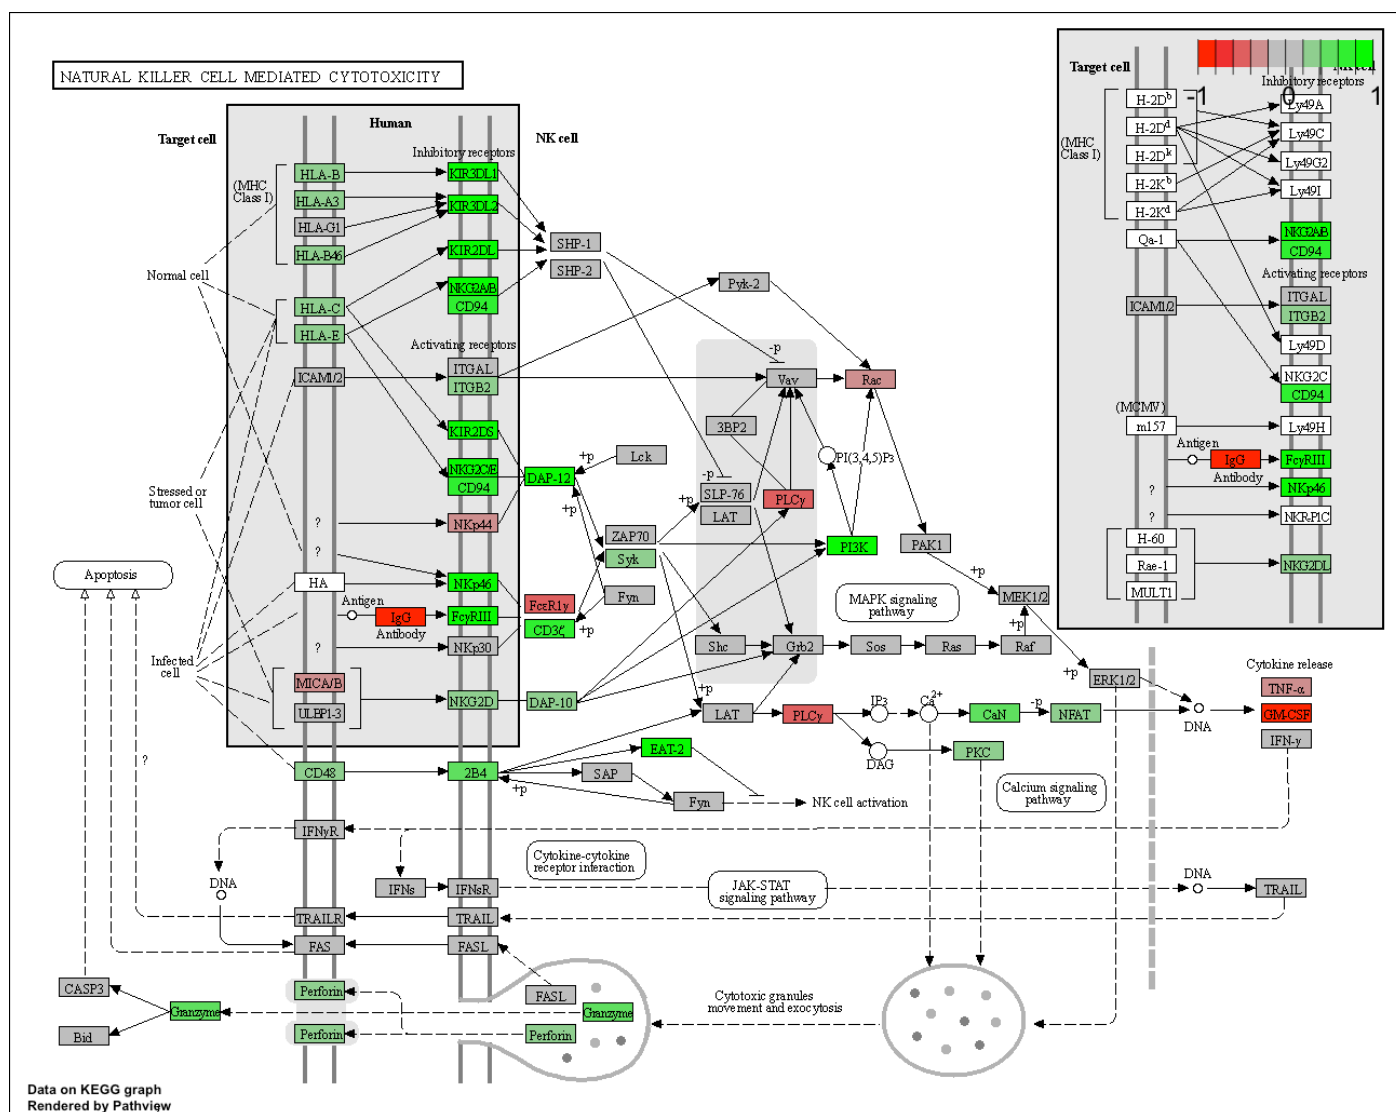 NATURAL KILLER CELL MEDIATED CYTOTOXICITY
Target cell
Human
NK cell
Inhibitory receptors
(MHC
Class I)
HLA-B
KIR3DL1
HLA-A3
KIR3DL2
HLA-G1
HLA-B46
KIR2DL
SHP-1
SHP-2
Normal cell
NKG2A/B
CD94
HLA-C
HLA-E
Pyk-2
Activating receptors
ICAM1/2
ITGAL
ITGB2
-p
Vav
Rac
KIR2DS
3BP2
Lck
+p
PI(3,4,5)P3
NKG2C/E
CD94
DAP-12
-p
SLP-76
LAT
PLCγ
Stressed or
tumor cell
?
NKp44
+p
+p
ZAP70
Syk
PI3K
PAK1
?
Apoptosis
HA
NKp46
FcεR1γ
Fyn
+p
MEK1/2
MAPK signaling
pathway
Antigen
IgG
Antibody
FcγRIII
CD3ζ
+p
+p
?
NKp30
Shc
Grb2
Sos
Ras
Raf
Infected
cell
MICA/B
ULBP1-3
NKG2D
DAP-10
+p
+p
ERK1/2
LAT
PLCγ
IP3
Ca2+
CaN
-p
NFAT
DNA
Cytokine release
TNF-α
GM-CSF
IFN-γ
DAG
PKC
EAT-2
?
CD48
2B4
+p
SAP
Fyn
NK cell activation
Calcium signaling
pathway
IFNγR
Cytokine-cytokine
receptor interaction
DNA
IFNs
IFNsR
JAK-STAT
signaling pathway
DNA
TRAIL
TRAILR
TRAIL
FAS
FASL
CASP3
Perforin
FASL
Granzyme
Granzyme
Cytotoxic granules
movement and exocytosis
Bid
Perforin
Perforin
Target cell
NK cell
-1
0
1
Inhibitory receptors
(MHC
Class I)
H-2Db
Ly49A
H-2Dd
Ly49C
H-2Dk
Ly49G2
H-2Kb
Ly49I
H-2Kd
Qa-1
NKG2A/B
CD94
Activating receptors
ICAM1/2
ITGAL
ITGB2
Ly49D
NKG2C
CD94
(MCMV)
m157
Ly49H
Antigen
IgG
Antibody
FcγRIII
?
NKp46
?
NKR-P1C
H-60
Rae-1
MULT1
NKG2DL
Data on KEGG graph
Rendered by Pathview